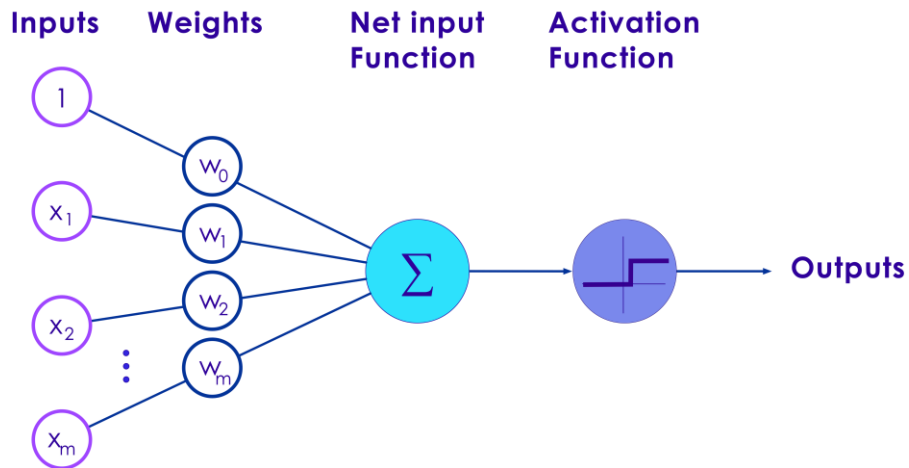 Inputs
Weights
Net input
Function
Activation
Function
1
x₁
x₂
⋮
xₘ
w₀
w₁
w₂
wₘ
∑
Outputs